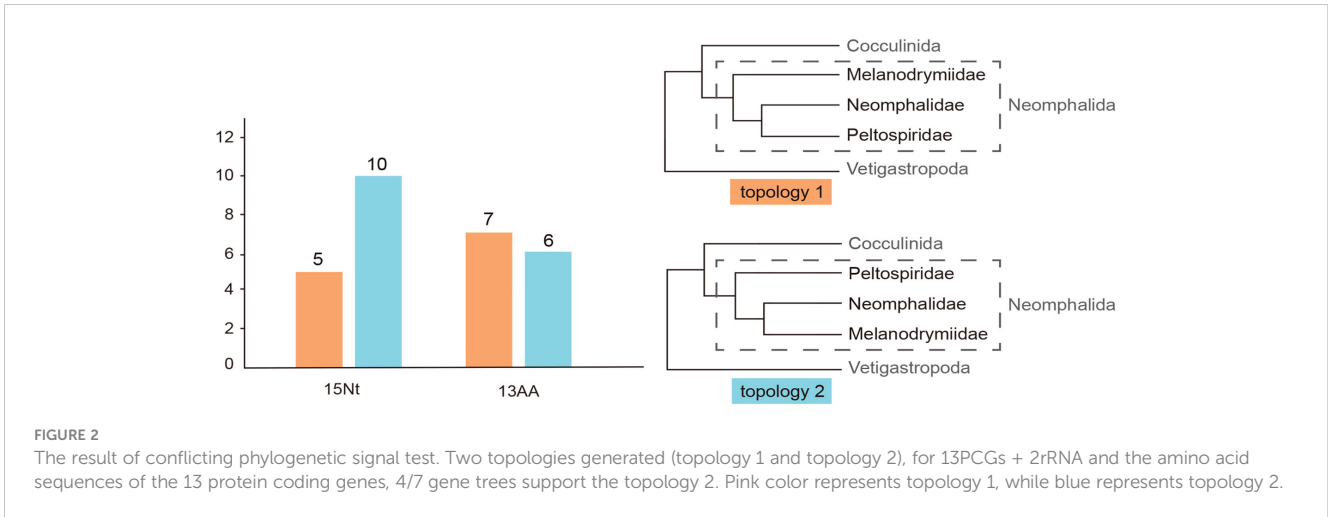 12
10
8
6
4
2
0
5
10
7
6
15Nt
13AA
Cocculinida
Melanodrymiidae
Neomphalidae
Neomphalida
Peltospiridae
Vetigastropoda
topology 1
Cocculinida
Peltospiridae
Neomphalidae
Neomphalida
Melanodrymiidae
Vetigastropoda
topology 2
FIGURE 2
The result of conflicting phylogenetic signal test. Two topologies generated (topology 1 and topology 2), for 13PCGs + 2rRNA and the amino acid
sequences of the 13 protein coding genes, 4/7 gene trees support the topology 2. Pink color represents topology 1, while blue represents topology 2.